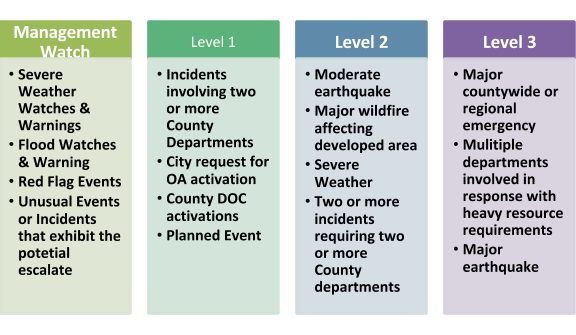 Management
Watch
• Severe
Weather
Watches &
Warnings
• Flood Watches
& Warning
• Red Flag Events
• Unusual Events
or Incidents
that exhibit the
potetial
escalate
Level 1
• Incidents
involving two
or more
County
Departments
• City request for
OA activation
• County DOC
activations
• Planned Event
Level 2
• Moderate
earthquake
• Major wildfire
affecting
developed area
• Severe
Weather
• Two or more
incidents
requiring two
or more
County
departments
Level 3
• Major
countywide or
regional
emergency
• Mulitiple
departments
involved in
response with
heavy resource
requirements
• Major
earthquake